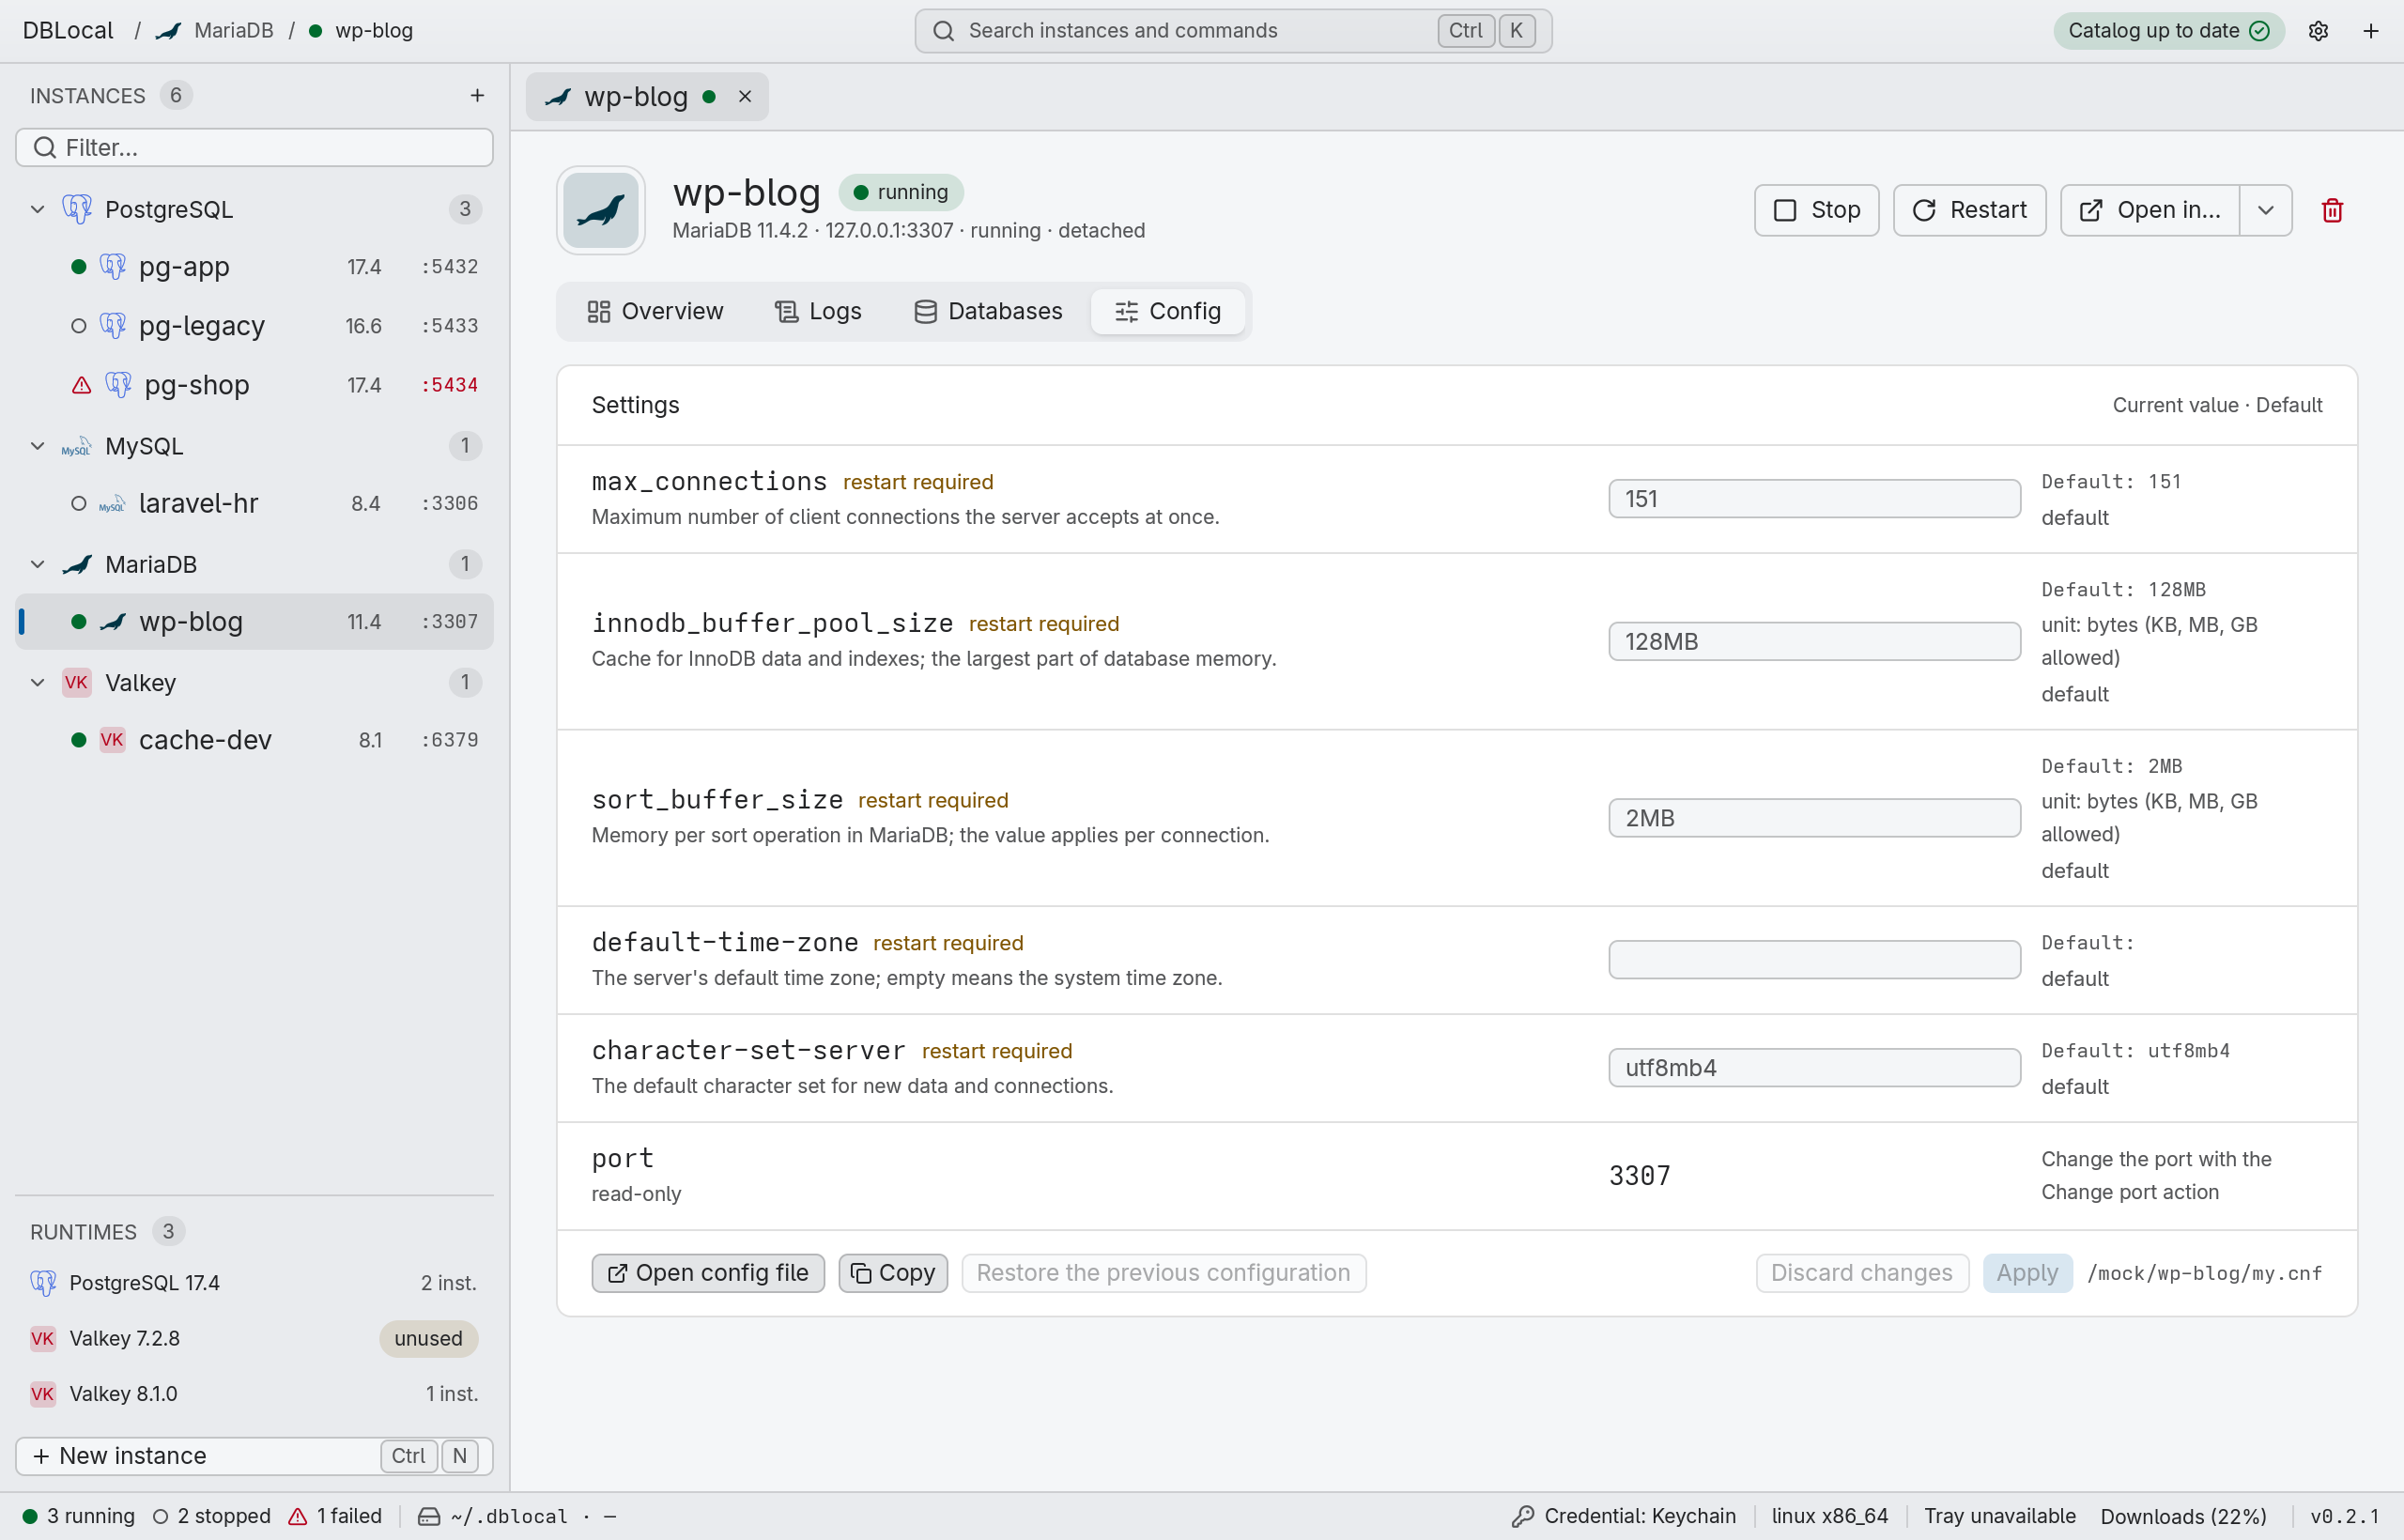 DBLocal / MariaDB / wp-blog
Search instances and commands Ctrl K
Catalog up to date
INSTANCES 6
Filter...
PostgreSQL 3
pg-app 17.4 :5432
pg-legacy 16.6 :5433
pg-shop 17.4 :5434
MySQL MySQL 1
MySQL laravel-hr 8.4 :3306
MariaDB 1
wp-blog 11.4 :3307
VK Valkey 1
VK cache-dev 8.1 :6379
RUNTIMES 3
PostgreSQL 17.4 2 inst.
VK Valkey 7.2.8 unused
VK Valkey 8.1.0 1 inst.
+ New instance Ctrl N
wp-blog
wp-blog running
MariaDB 11.4.2 · 127.0.0.1:3307 · running · detached
Stop Restart Open in...
Overview Logs Databases Config
Settings Current value · Default
max_connections restart required
Maximum number of client connections the server accepts at once.
151
Default: 151
default
innodb_buffer_pool_size restart required
Cache for InnoDB data and indexes; the largest part of database memory.
128MB
Default: 128MB
unit: bytes (KB, MB, GB
allowed)
default
sort_buffer_size restart required
Memory per sort operation in MariaDB; the value applies per connection.
2MB
Default: 2MB
unit: bytes (KB, MB, GB
allowed)
default
default-time-zone restart required
The server's default time zone; empty means the system time zone.
Default:
default
character-set-server restart required
The default character set for new data and connections.
utf8mb4
Default: utf8mb4
default
port
read-only
3307
Change the port with the
Change port action
Open config file Copy Restore the previous configuration Discard changes Apply /mock/wp-blog/my.cnf
3 running 2 stopped 1 failed ~/.dblocal · — Credential: Keychain linux x86_64 Tray unavailable Downloads (22%) v0.2.1